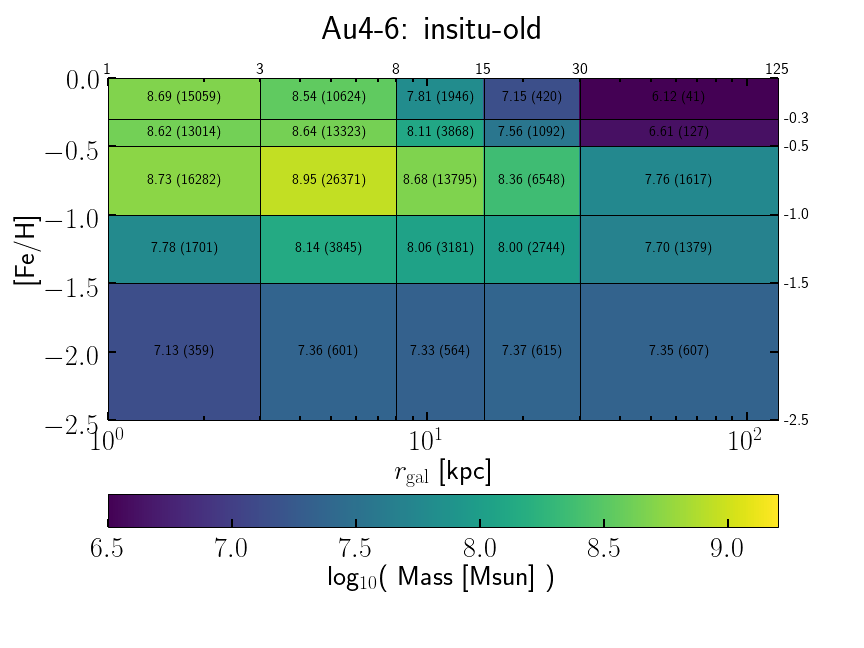 Au4-6: insitu-old
1 3 8 15 30 125
0.0 8.69 (15059) 8.54 (10624) 7.81 (1946) 7.15 (420) 6.12 (41)
-0.3
8.62 (13014) 8.64 (13323) 8.11 (3868) 7.56 (1092) 6.61 (127)
−0.5 -0.5
8.73 (16282) 8.95 (26371) 8.68 (13795) 8.36 (6548) 7.76 (1617)
−1.0 -1.0
[Fe/H]
7.78 (1701) 8.14 (3845) 8.06 (3181) 8.00 (2744) 7.70 (1379)
−1.5 -1.5
−2.0 7.13 (359) 7.36 (601) 7.33 (564) 7.37 (615) 7.35 (607)
−2.5 -2.5
10⁰ 10¹ 10²
r_gal [kpc]
6.5 7.0 7.5 8.0 8.5 9.0
log₁₀( Mass [Msun] )